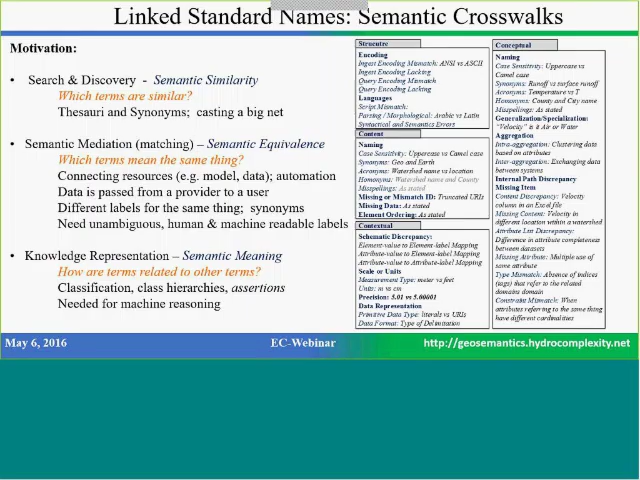 Linked Standard Names: Semantic Crosswalks
Motivation:
• Search & Discovery - Semantic Similarity
Which terms are similar?
Thesauri and Synonyms; casting a big net
• Semantic Mediation (matching) – Semantic Equivalence
Which terms mean the same thing?
Connecting resources (e.g. model, data); automation
Data is passed from a provider to a user
Different labels for the same thing; synonyms
Need unambiguous, human & machine readable labels
• Knowledge Representation – Semantic Meaning
How are terms related to other terms?
Classification, class hierarchies, assertions
Needed for machine reasoning
Strucutre
Encoding
Ingest Encoding Mismatch: ANSI vs ASCII
Ingest Encoding Lacking
Query Encoding Mismatch
Query Encoding Lacking
Languages
Script Mismatch:
Parsing / Morphological: Arabic vs Latin
Syntactical and Semantics Errors
Content
Naming
Case Sensitivity: Uppercase vs Camel case
Synonyms: Geo and Earth
Acronyms: Watershed name vs location
Homonyms: Watershed name and County
Misspellings: As stated
Missing or Mismatch ID: Truncated URIs
Missing Data: As stated
Element Ordering: As stated
Contextual
Schematic Discrepancy:
Element-value to Element-label Mapping
Attribute-value to Element-label Mapping
Attribute-value to Attribute-label Mapping
Scale or Units
Measurement Type: meter vs feet
Units: m vs cm
Precision: 5.01 vs 5.00001
Data Representation
Primitive Data Type: literals vs URIs
Data Format: Type of Delimitation
Conceptual
Naming
Case Sensitivity: Uppercase vs
Camel case
Synonyms: Runoff vs surface runoff
Acronyms: Temperature vs T
Homonyms: County and City name
Misspellings: As stated
Generalization/Specialization:
"Velocity" is it Air or Water
Aggregation
Intra-aggregation: Clustering data
based on attributes
Inter-aggregation: Exchanging data
between systems
Internal Path Discrepancy
Missing Item
Content Discrepancy: Velocity
column in an Excel file
Missing Content: Velocity in
different location within a watershed
Attribute List Discrepancy:
Difference in attribute completeness
between datasets
Missing Attribute: Multiple use of
same attribute
Type Mismatch: Absence of indices
(tags) that refer to the related
domains domain
Constraint Mismatch: When
attributes referring to the same thing
have different cardinalities
May 6, 2016
EC-Webinar
http://geosemantics.hydrocomplexity.net